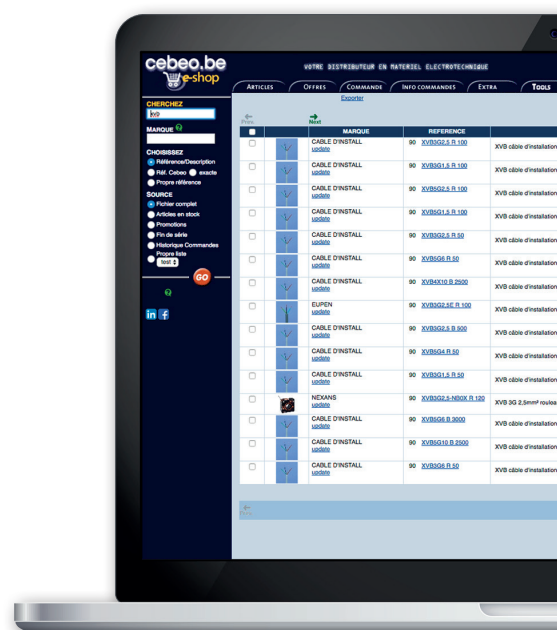 cebeo.be
e-shop
VOTRE DISTRIBUTEUR EN MATERIEL ELECTROTECHNIQUE
ARTICLES OFFRES COMMANDE INFO COMMANDES EXTRA TOOLS
Exporter
CHERCHEZ
xvb
MARQUE
CHOISISSEZ
Référence/Description
Réf. Cebeo exacte
Propre référence
SOURCE
Fichier complet
Articles en stock
Promotions
Fin de série
Historique Commandes
Propre liste
test
GO
in f
Prev. Next
MARQUE REFERENCE
CABLE D'INSTALL 90 XVB3G2,5 R 100 XVB câble d'installation
update
CABLE D'INSTALL 90 XVB3G1,5 R 100 XVB câble d'installation
update
CABLE D'INSTALL 90 XVB5G2,5 R 100 XVB câble d'installation
update
CABLE D'INSTALL 90 XVB5G1,5 R 100 XVB câble d'installation
update
CABLE D'INSTALL 90 XVB3G2,5 R 50 XVB câble d'installation
update
CABLE D'INSTALL 90 XVB5G6 R 50 XVB câble d'installation
update
CABLE D'INSTALL 90 XVB4X10 B 2500 XVB câble d'installation
update
EUPEN 90 XVB3G2,5E R 100 XVB câble d'installation
update
CABLE D'INSTALL 90 XVB3G2,5 B 500 XVB câble d'installation
update
CABLE D'INSTALL 90 XVB5G4 R 50 XVB câble d'installation
update
CABLE D'INSTALL 90 XVB3G1,5 R 50 XVB câble d'installation
update
NEXANS 90 XVB3G2,5-NBGX R 120 XVB 3G 2,5mm² roulea
update
CABLE D'INSTALL 90 XVB5G6 B 3000 XVB câble d'installation
update
CABLE D'INSTALL 90 XVB5G10 B 2500 XVB câble d'installation
update
CABLE D'INSTALL 90 XVB3G6 R 50 XVB câble d'installation
update